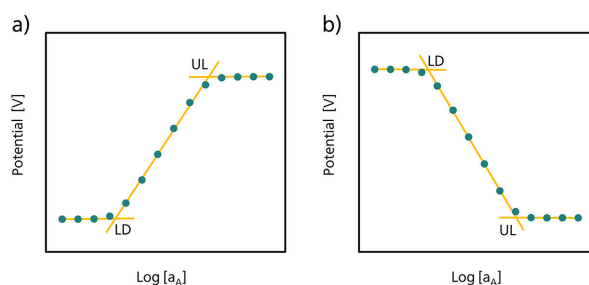 a)
UL
LD
Potential [V]
Log [aA]
b)
LD
UL
Potential [V]
Log [aA]